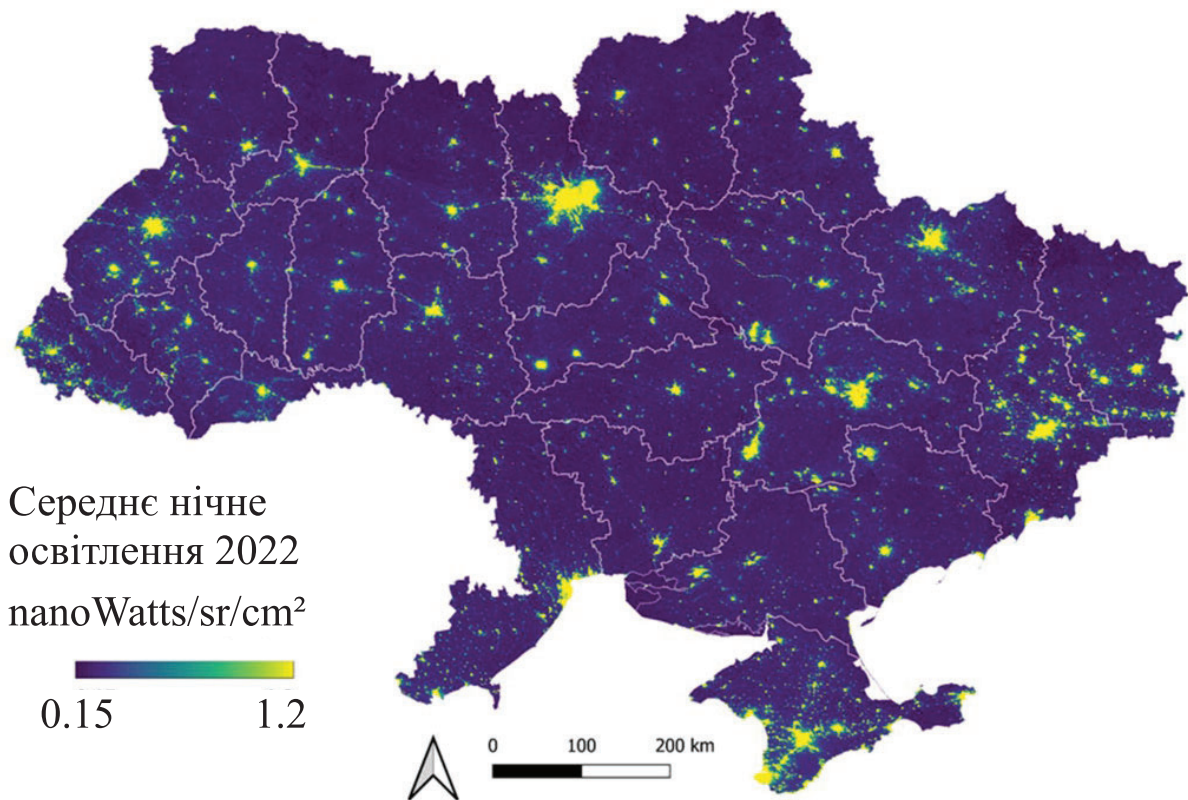 Середнє нічне
освітлення 2022
nanoWatts/sr/cm²
0.15 1.2
0 100 200 km